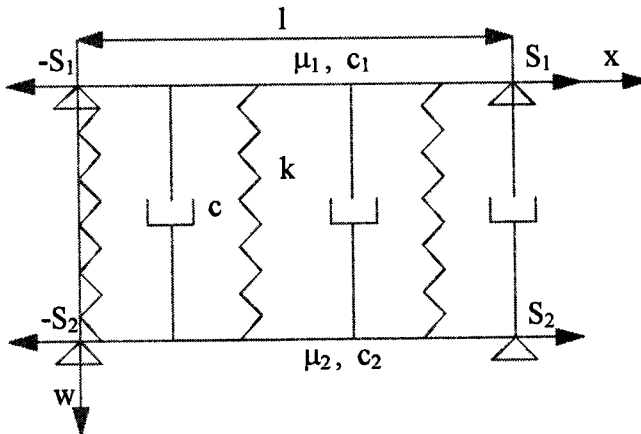 l
-S₁
μ₁, c₁
S₁
x
k
c
-S₂
S₂
μ₂, c₂
w